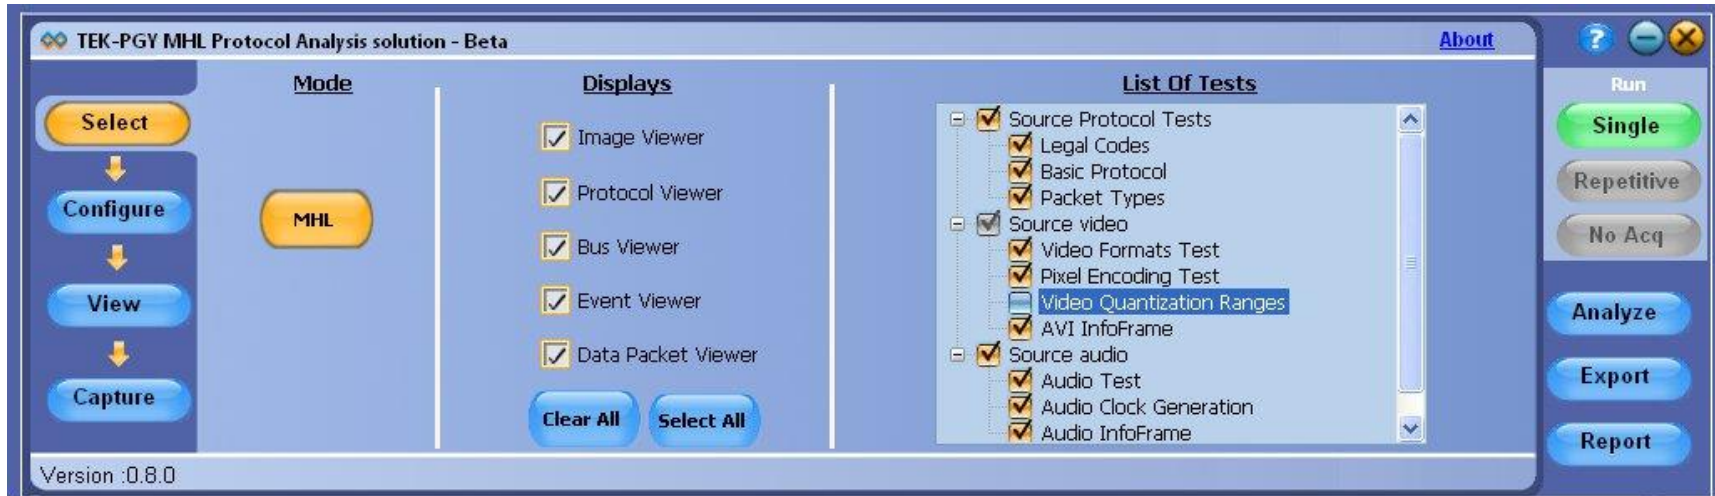 TEK-PGY MHL Protocol Analysis solution - Beta
About
?
Select
Configure
View
Capture
Mode
MHL
Displays
Image Viewer
Protocol Viewer
Bus Viewer
Event Viewer
Data Packet Viewer
Clear All
Select All
List Of Tests
Source Protocol Tests
Legal Codes
Basic Protocol
Packet Types
Source video
Video Formats Test
Pixel Encoding Test
Video Quantization Ranges
AVI InfoFrame
Source audio
Audio Test
Audio Clock Generation
Audio InfoFrame
Run
Single
Repetitive
No Acq
Analyze
Export
Report
Version :0.8.0